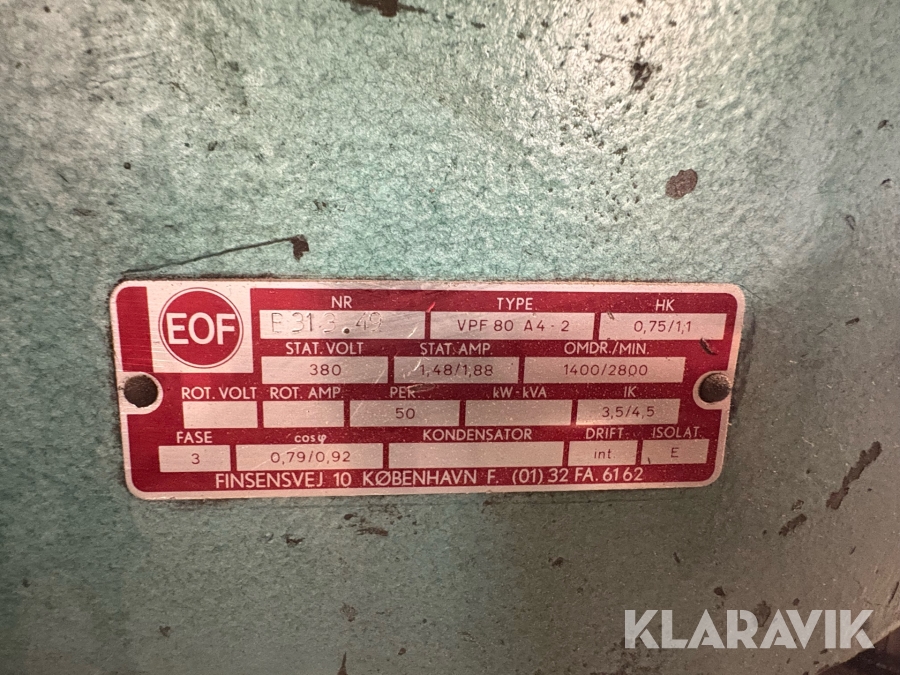 EOF
NR TYPE HK
B 313.49 VPF 80 A4-2 0,75/1,1
STAT. VOLT STAT. AMP. OMDR./MIN.
380 1,48/1,88 1400/2800
ROT. VOLT ROT. AMP. PER. kW-kVA IK
50 3,5/4,5
FASE cosφ KONDENSATOR DRIFT ISOLAT.
3 0,79/0,92 int E
FINSENSVEJ 10 KØBENHAVN F. (01) 32 FA. 6162
KLARAVIK